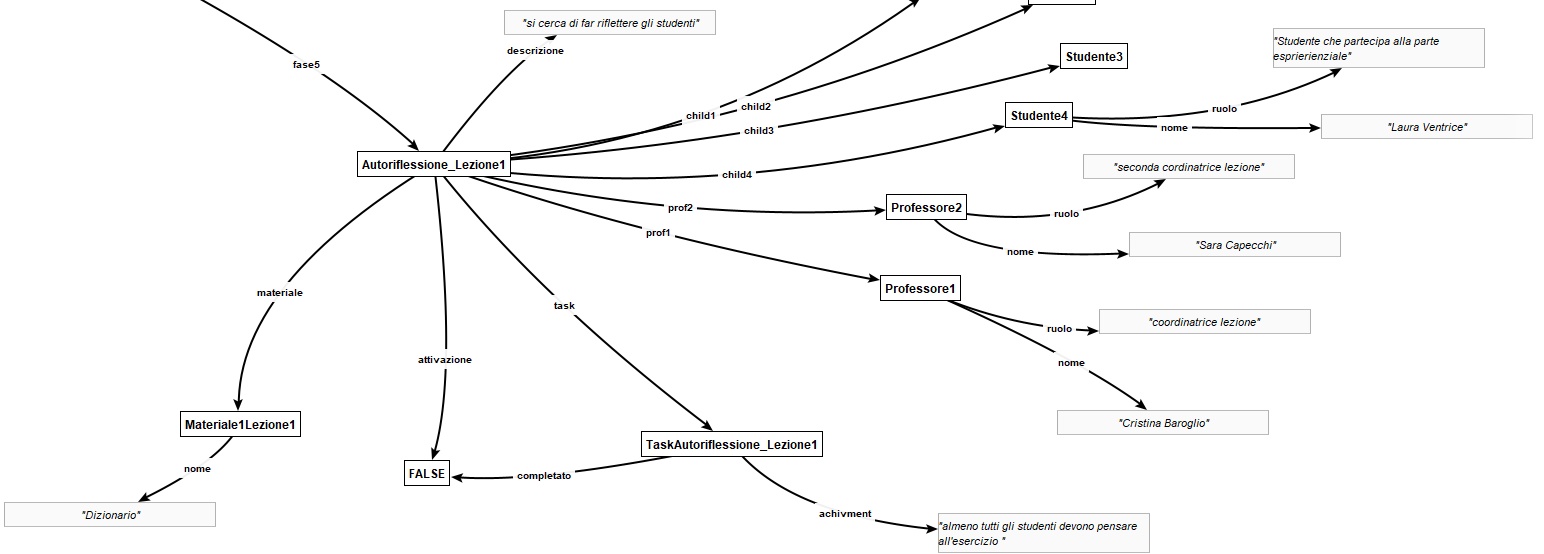 "si cerca di far riflettere gli studenti"
descrizione
fase5
Studente3
"Studente che partecipa alla parte
esprierienziale"
child2
child1
child3
Studente4
ruolo
nome
"Laura Ventrice"
Autoriflessione_Lezione1
child4
"seconda cordinatrice lezione"
prof2
Professore2
ruolo
prof1
nome
"Sara Capecchi"
materiale
task
Professore1
ruolo
"coordinatrice lezione"
attivazione
nome
Materiale1Lezione1
"Cristina Baroglio"
TaskAutoriflessione_Lezione1
nome
FALSE
completato
"Dizionario"
achivment
"almeno tutti gli studenti devono pensare
all'esercizio "